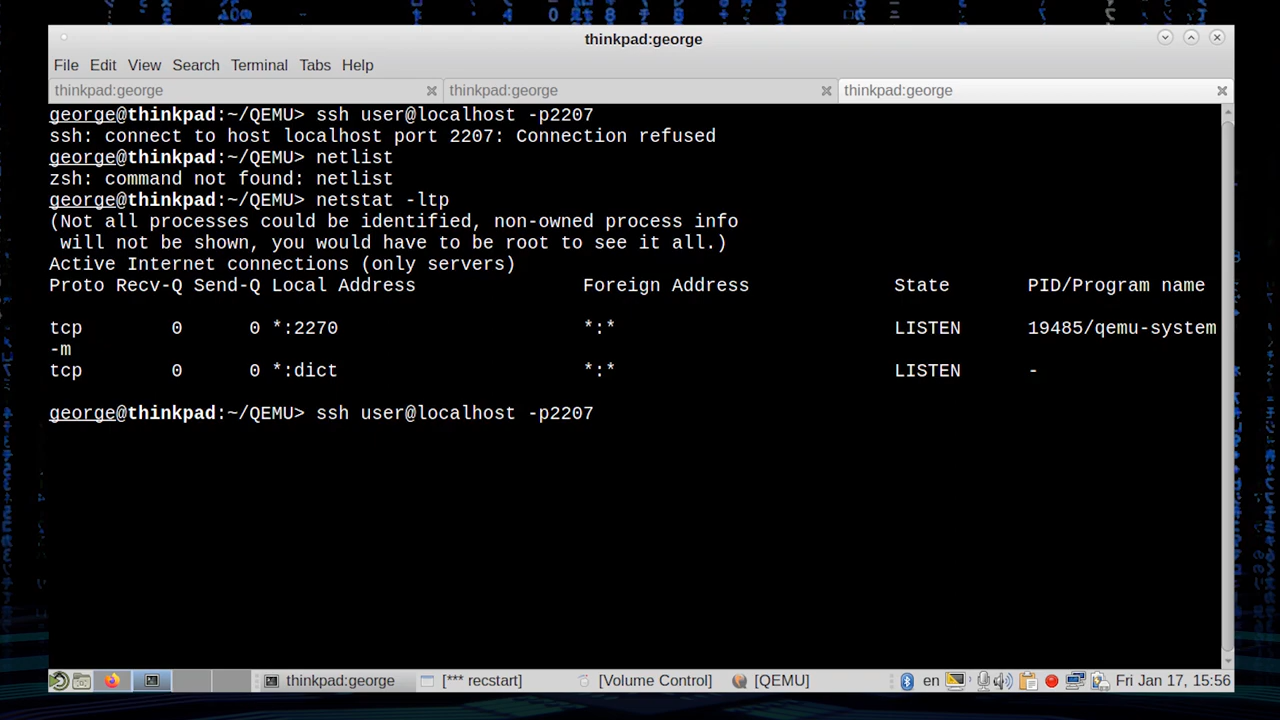 thinkpad:george
File Edit View Search Terminal Tabs Help
thinkpad:george thinkpad:george thinkpad:george
george@thinkpad:~/QEMU> ssh user@localhost -p2207
ssh: connect to host localhost port 2207: Connection refused
george@thinkpad:~/QEMU> netlist
zsh: command not found: netlist
george@thinkpad:~/QEMU> netstat -ltp
(Not all processes could be identified, non-owned process info
 will not be shown, you would have to be root to see it all.)
Active Internet connections (only servers)
Proto Recv-Q Send-Q Local Address Foreign Address State PID/Program name
tcp 0 0 *:2270 *:* LISTEN 19485/qemu-system
-m
tcp 0 0 *:dict *:* LISTEN -
george@thinkpad:~/QEMU> ssh user@localhost -p2207
thinkpad:george [*** recstart] [Volume Control] [QEMU] en Fri Jan 17, 15:56